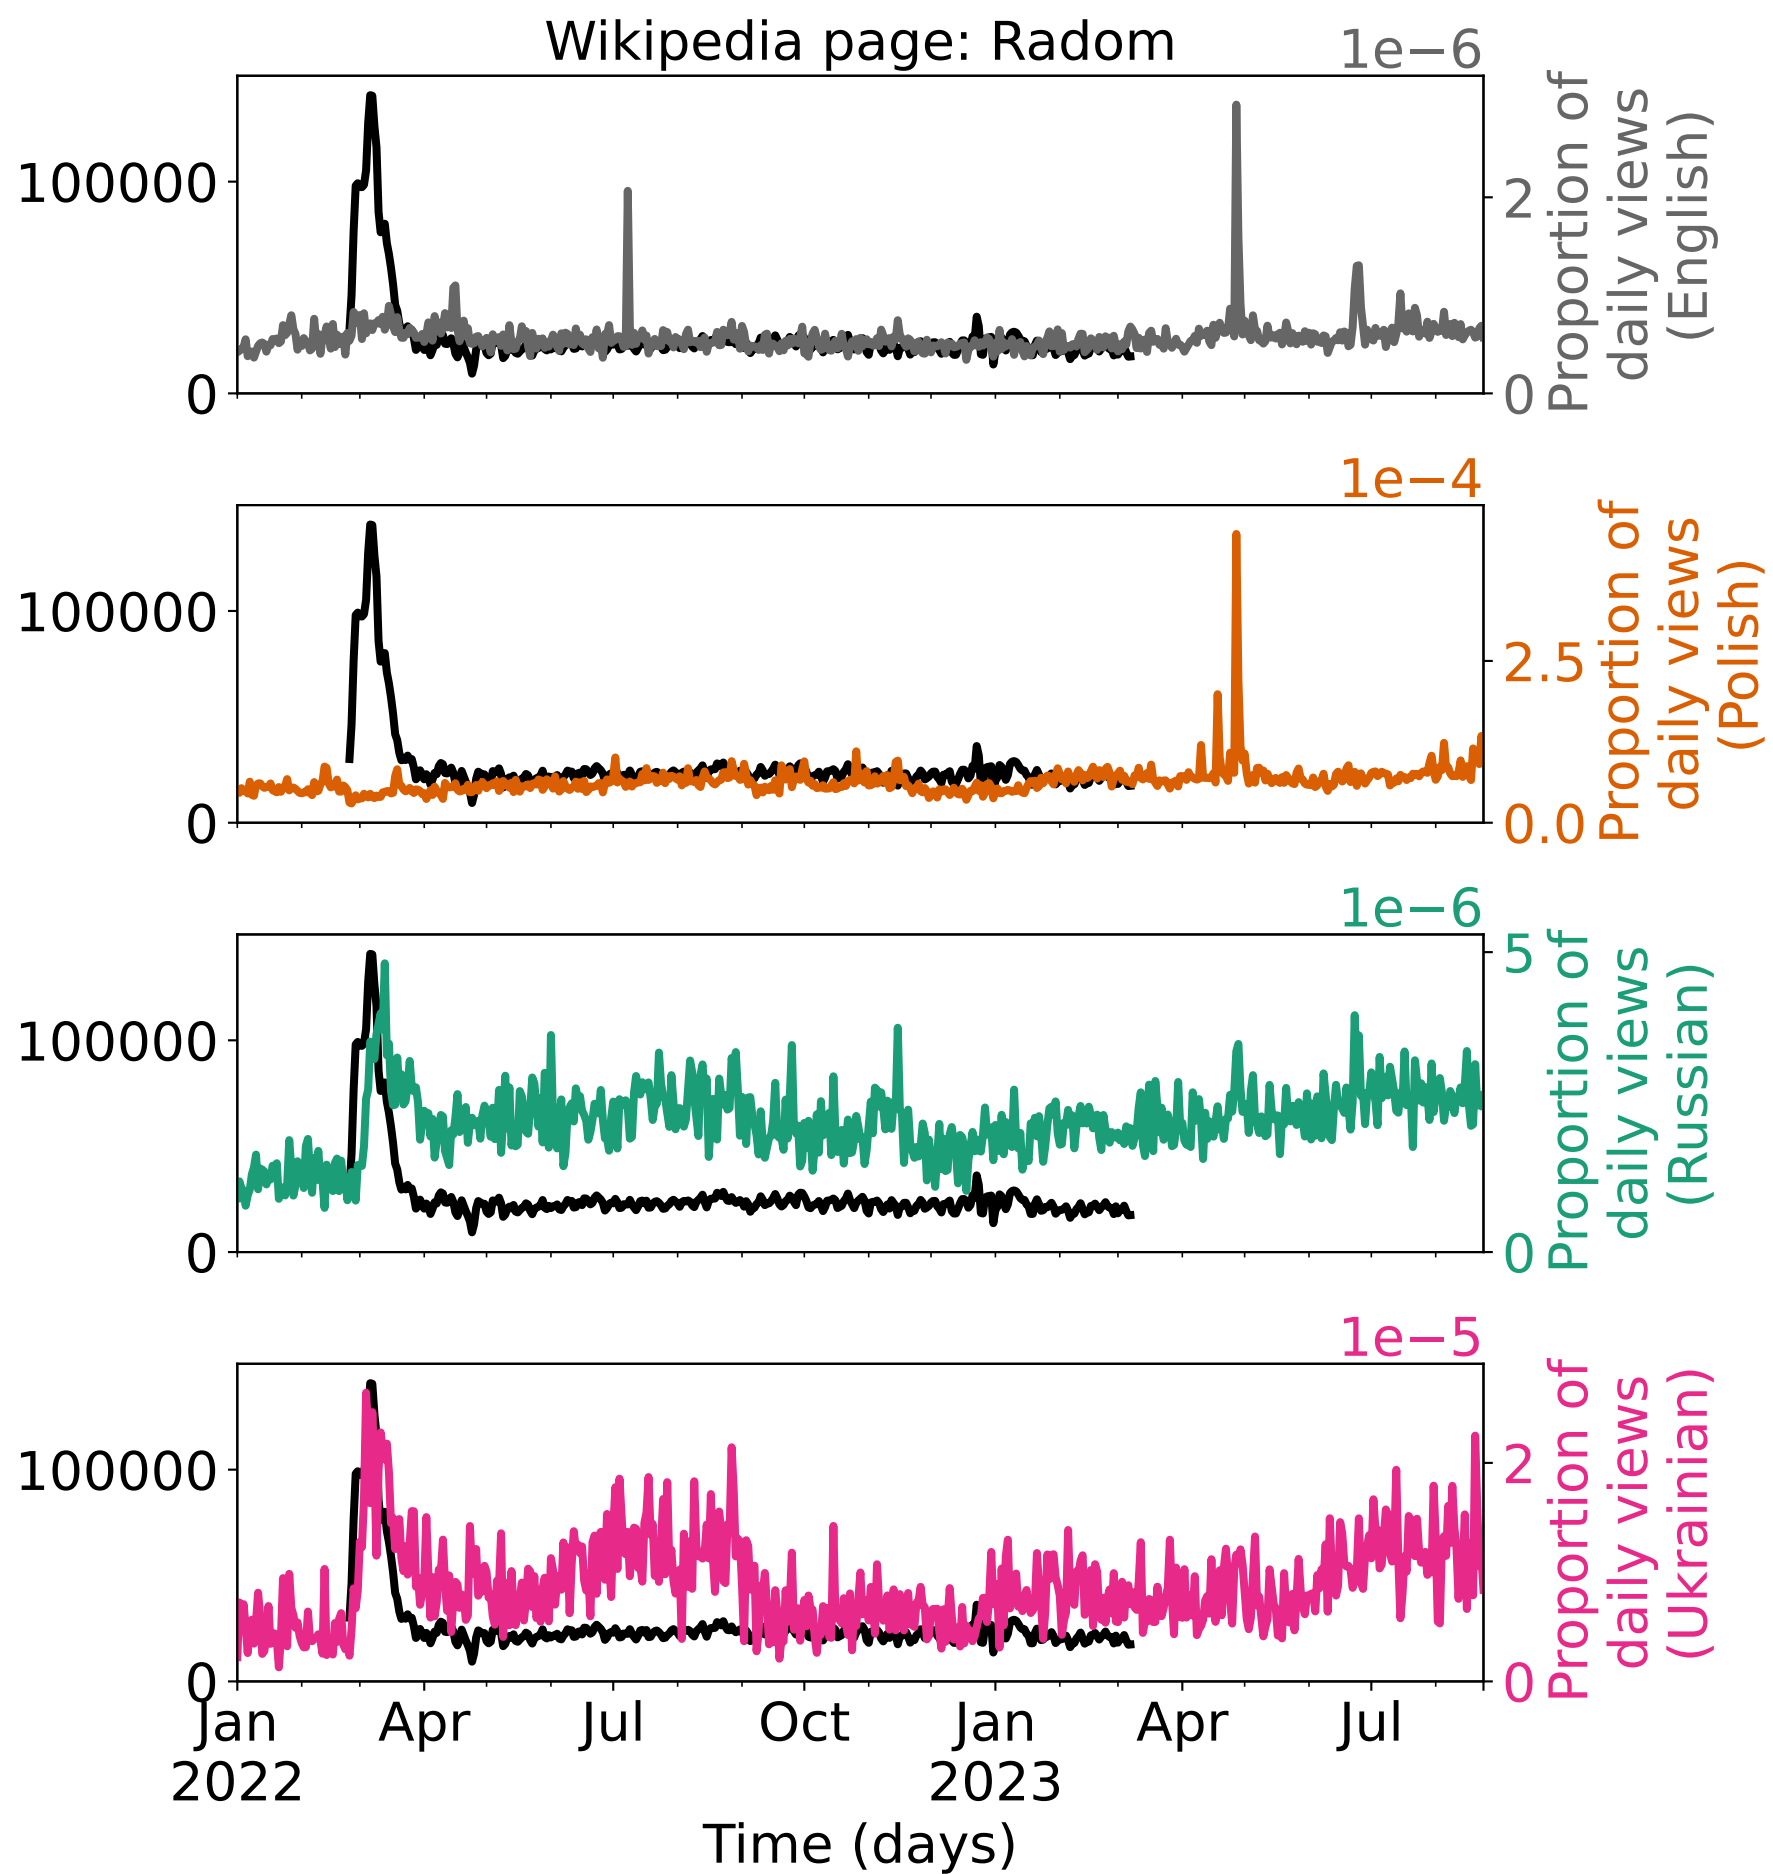 Wikipedia page: Radom
1e−6
100000
0
2
0
Proportion of
daily views
(English)
1e−4
100000
0
2.5
0.0
Proportion of
daily views
(Polish)
1e−6
100000
0
5
0
Proportion of
daily views
(Russian)
1e−5
100000
0
2
0
Proportion of
daily views
(Ukrainian)
Jan Apr Jul Oct Jan Apr Jul
2022 2023
Time (days)